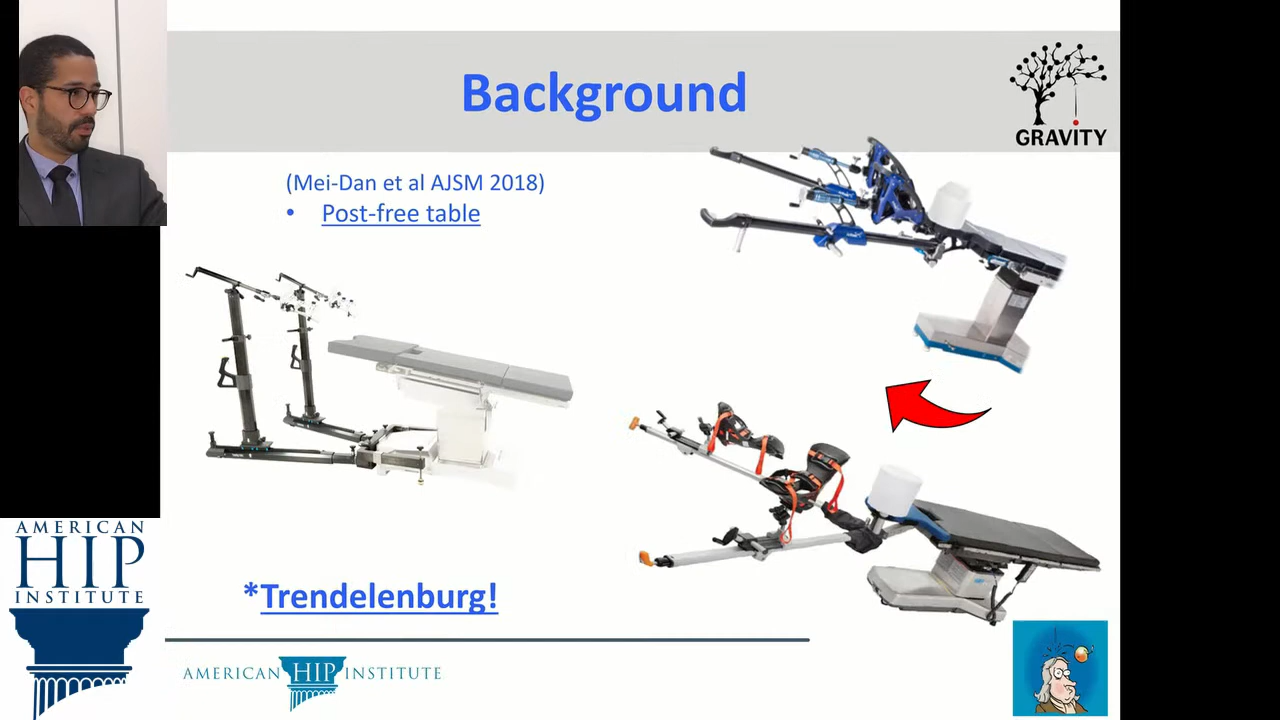 Background
GRAVITY
(Mei-Dan et al AJSM 2018)
• Post-free table
*Trendelenburg!
AMERICAN
HIP
INSTITUTE
AMERICAN HIP INSTITUTE